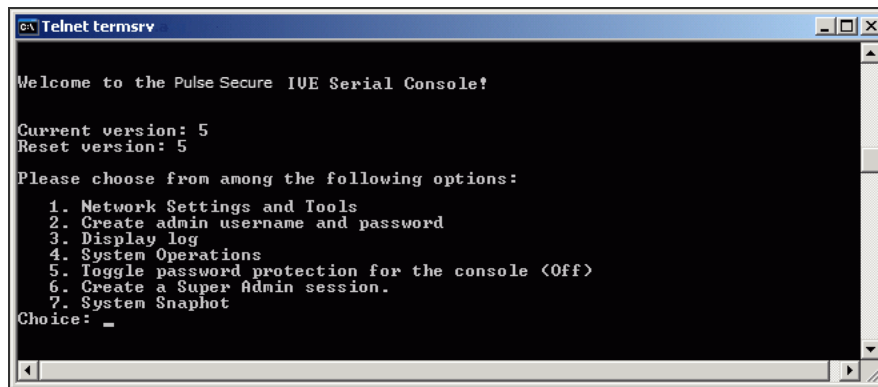 Telnet termsrv
Welcome to the Pulse Secure IVE Serial Console!
Current version: 5
Reset version: 5
Please choose from among the following options:
1. Network Settings and Tools
2. Create admin username and password
3. Display log
4. System Operations
5. Toggle password protection for the console (Off)
6. Create a Super Admin session.
7. System Snaphot
Choice: _